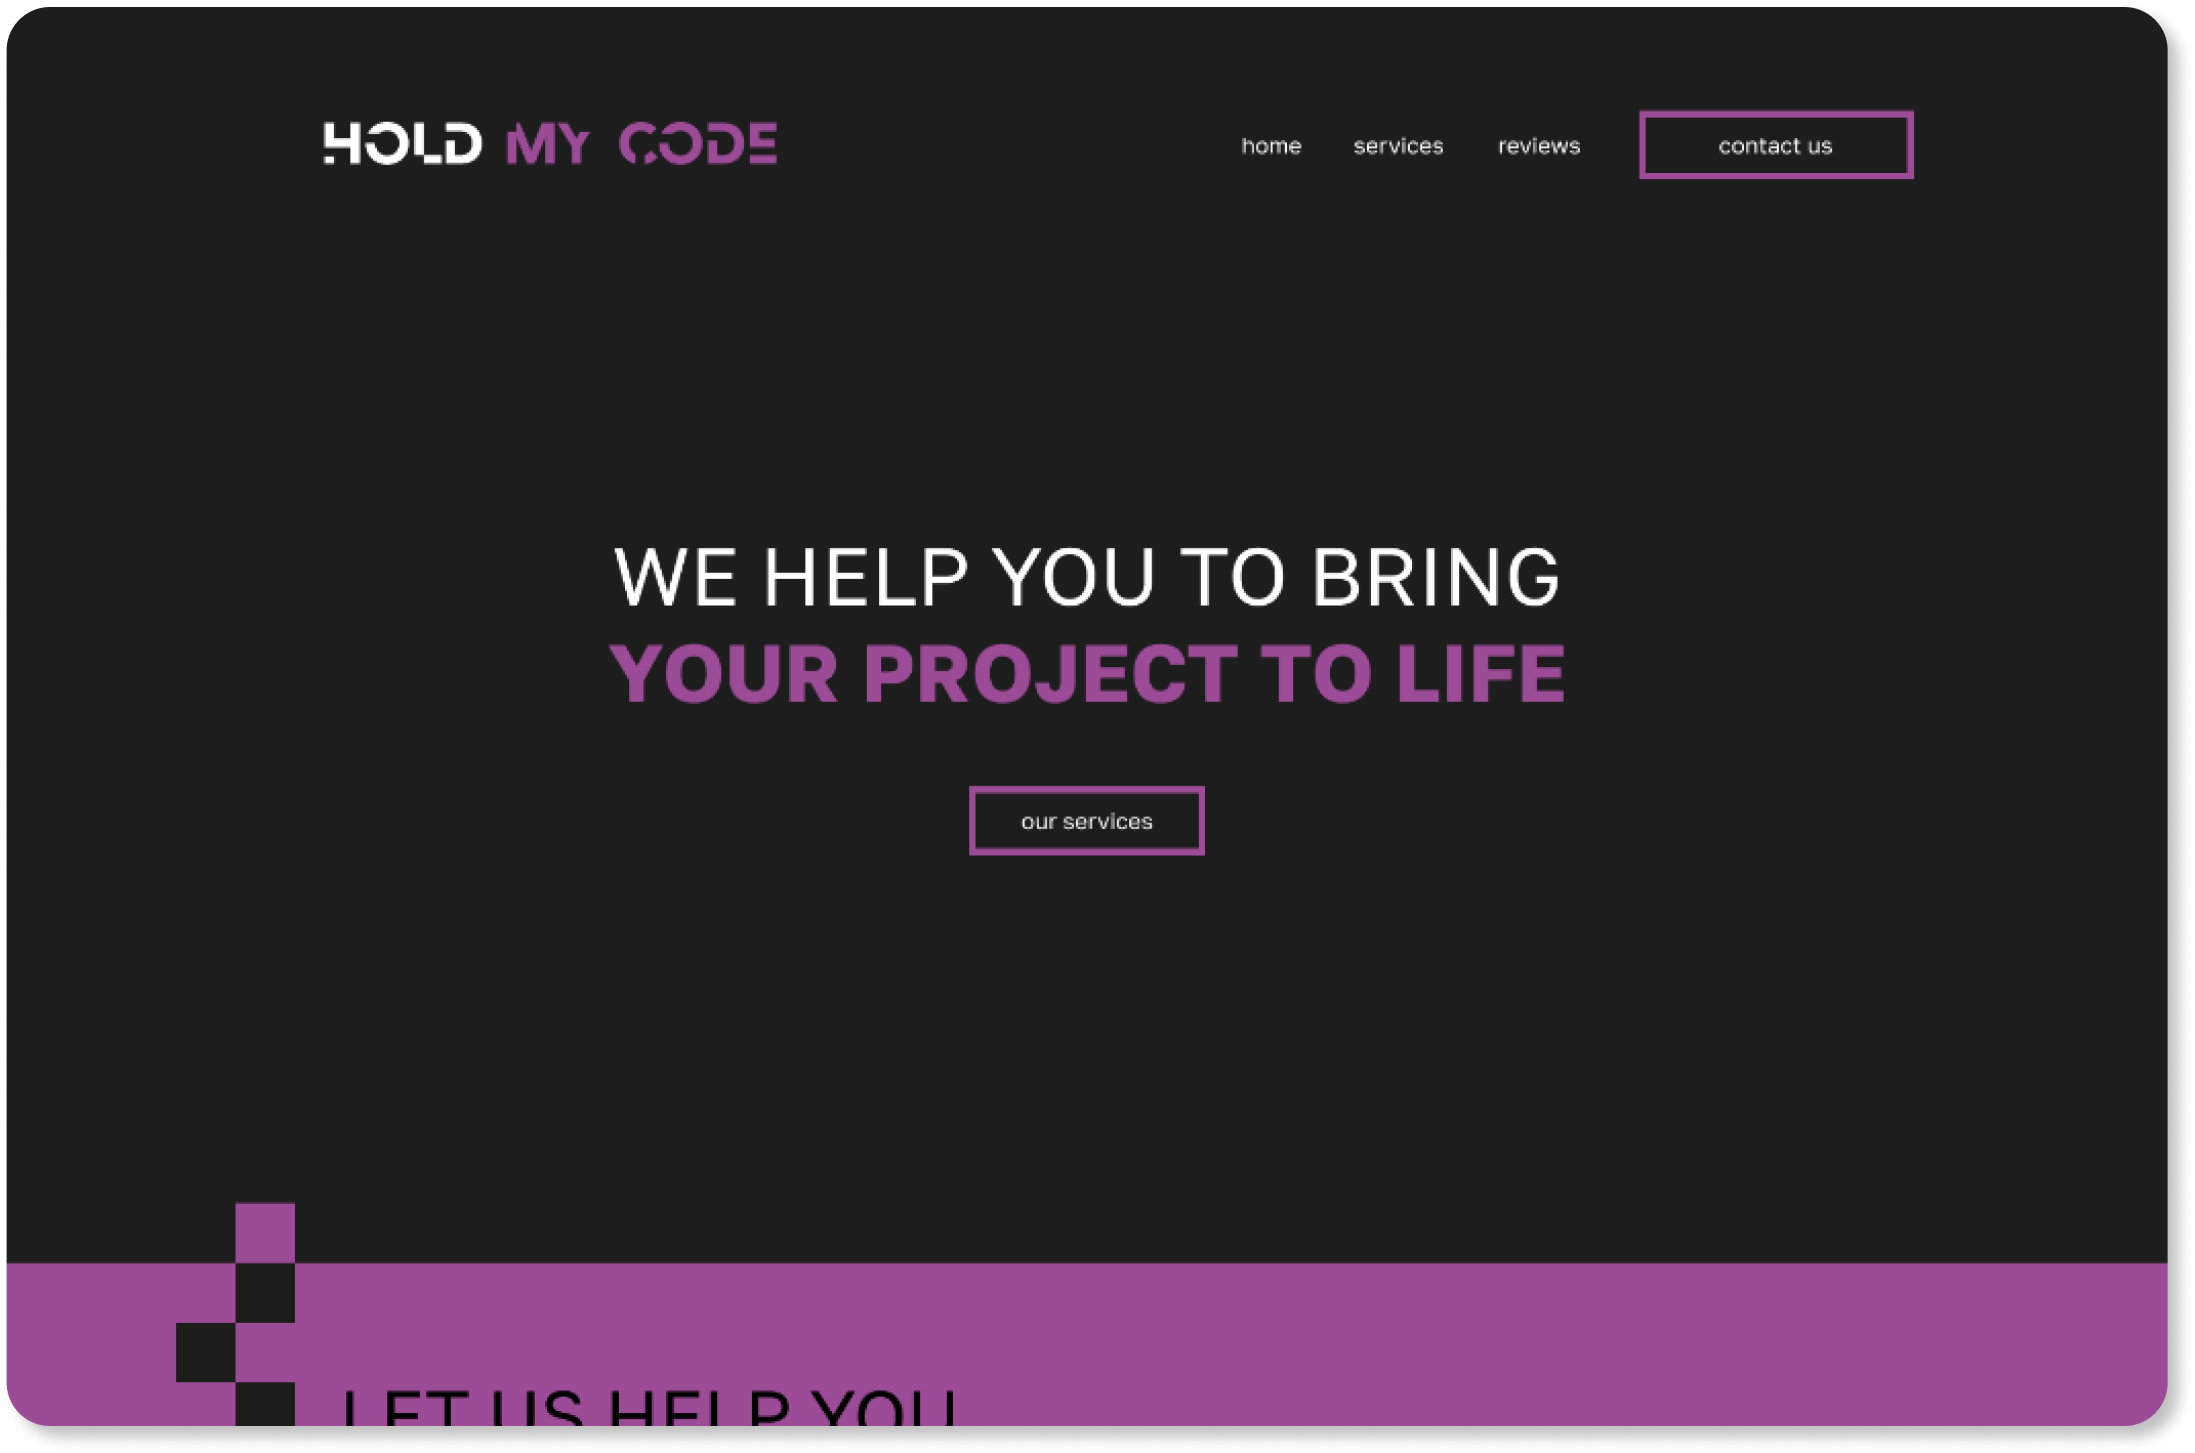 HOLD MY CODE
home services reviews contact us
WE HELP YOU TO BRING
YOUR PROJECT TO LIFE
our services
LET US HELP YOU